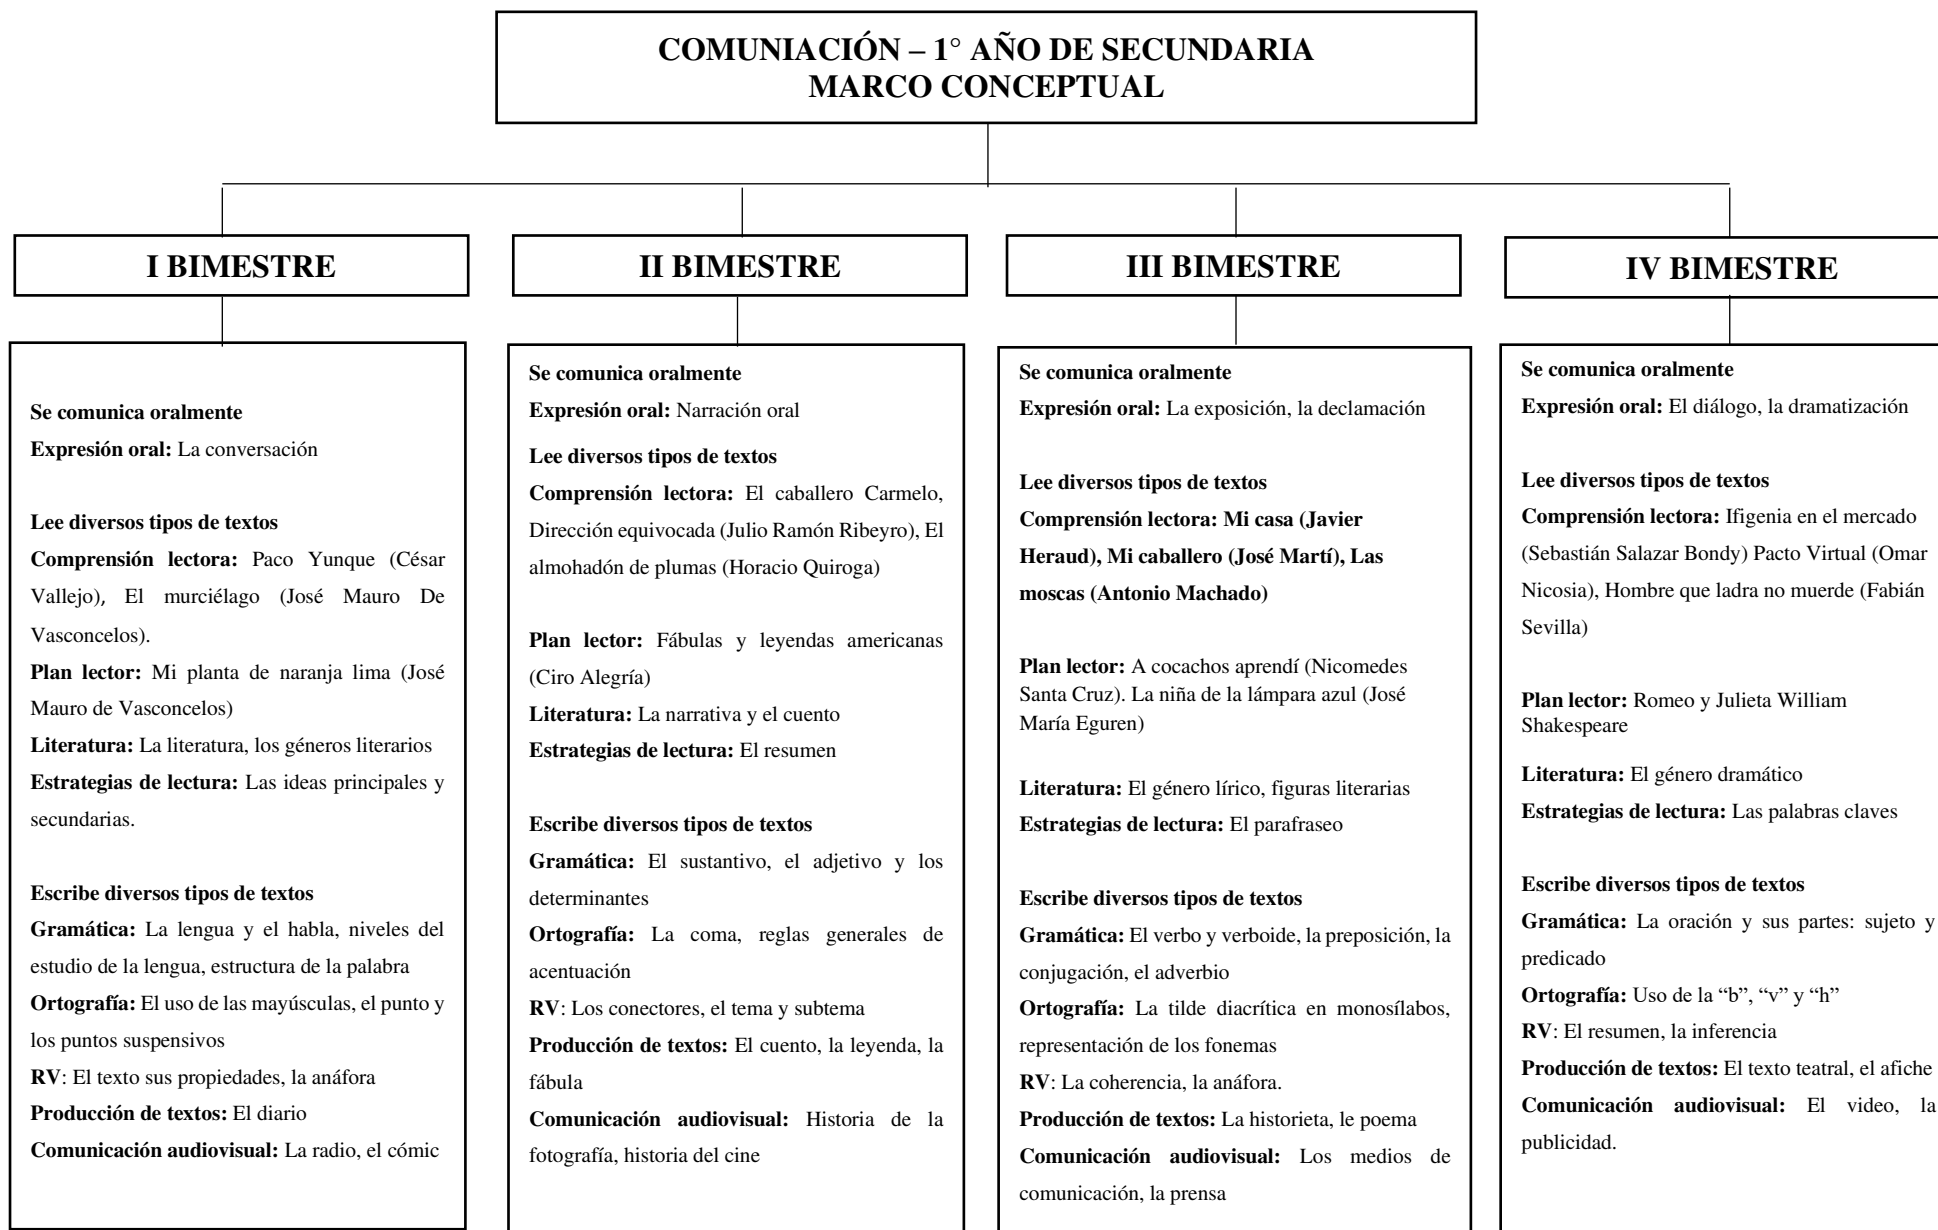 COMUNIACIÓN – 1° AÑO DE SECUNDARIA
MARCO CONCEPTUAL
I BIMESTRE
Se comunica oralmente
Expresión oral: La conversación
Lee diversos tipos de textos
Comprensión lectora: Paco Yunque (César
Vallejo), El murciélago (José Mauro De
Vasconcelos).
Plan lector: Mi planta de naranja lima (José
Mauro de Vasconcelos)
Literatura: La literatura, los géneros literarios
Estrategias de lectura: Las ideas principales y
secundarias.
Escribe diversos tipos de textos
Gramática: La lengua y el habla, niveles del
estudio de la lengua, estructura de la palabra
Ortografía: El uso de las mayúsculas, el punto y
los puntos suspensivos
RV: El texto sus propiedades, la anáfora
Producción de textos: El diario
Comunicación audiovisual: La radio, el cómic
II BIMESTRE
Se comunica oralmente
Expresión oral: Narración oral
Lee diversos tipos de textos
Comprensión lectora: El caballero Carmelo,
Dirección equivocada (Julio Ramón Ribeyro), El
almohadón de plumas (Horacio Quiroga)
Plan lector: Fábulas y leyendas americanas
(Ciro Alegría)
Literatura: La narrativa y el cuento
Estrategias de lectura: El resumen
Escribe diversos tipos de textos
Gramática: El sustantivo, el adjetivo y los
determinantes
Ortografía: La coma, reglas generales de
acentuación
RV: Los conectores, el tema y subtema
Producción de textos: El cuento, la leyenda, la
fábula
Comunicación audiovisual: Historia de la
fotografía, historia del cine
III BIMESTRE
Se comunica oralmente
Expresión oral: La exposición, la declamación
Lee diversos tipos de textos
Comprensión lectora: Mi casa (Javier
Heraud), Mi caballero (José Martí), Las
moscas (Antonio Machado)
Plan lector: A cocachos aprendí (Nicomedes
Santa Cruz). La niña de la lámpara azul (José
María Eguren)
Literatura: El género lírico, figuras literarias
Estrategias de lectura: El parafraseo
Escribe diversos tipos de textos
Gramática: El verbo y verboide, la preposición, la
conjugación, el adverbio
Ortografía: La tilde diacrítica en monosílabos,
representación de los fonemas
RV: La coherencia, la anáfora.
Producción de textos: La historieta, le poema
Comunicación audiovisual: Los medios de
comunicación, la prensa
IV BIMESTRE
Se comunica oralmente
Expresión oral: El diálogo, la dramatización
Lee diversos tipos de textos
Comprensión lectora: Ifigenia en el mercado
(Sebastián Salazar Bondy) Pacto Virtual (Omar
Nicosia), Hombre que ladra no muerde (Fabián
Sevilla)
Plan lector: Romeo y Julieta William
Shakespeare
Literatura: El género dramático
Estrategias de lectura: Las palabras claves
Escribe diversos tipos de textos
Gramática: La oración y sus partes: sujeto y
predicado
Ortografía: Uso de la “b”, “v” y “h”
RV: El resumen, la inferencia
Producción de textos: El texto teatral, el afiche
Comunicación audiovisual: El video, la
publicidad.